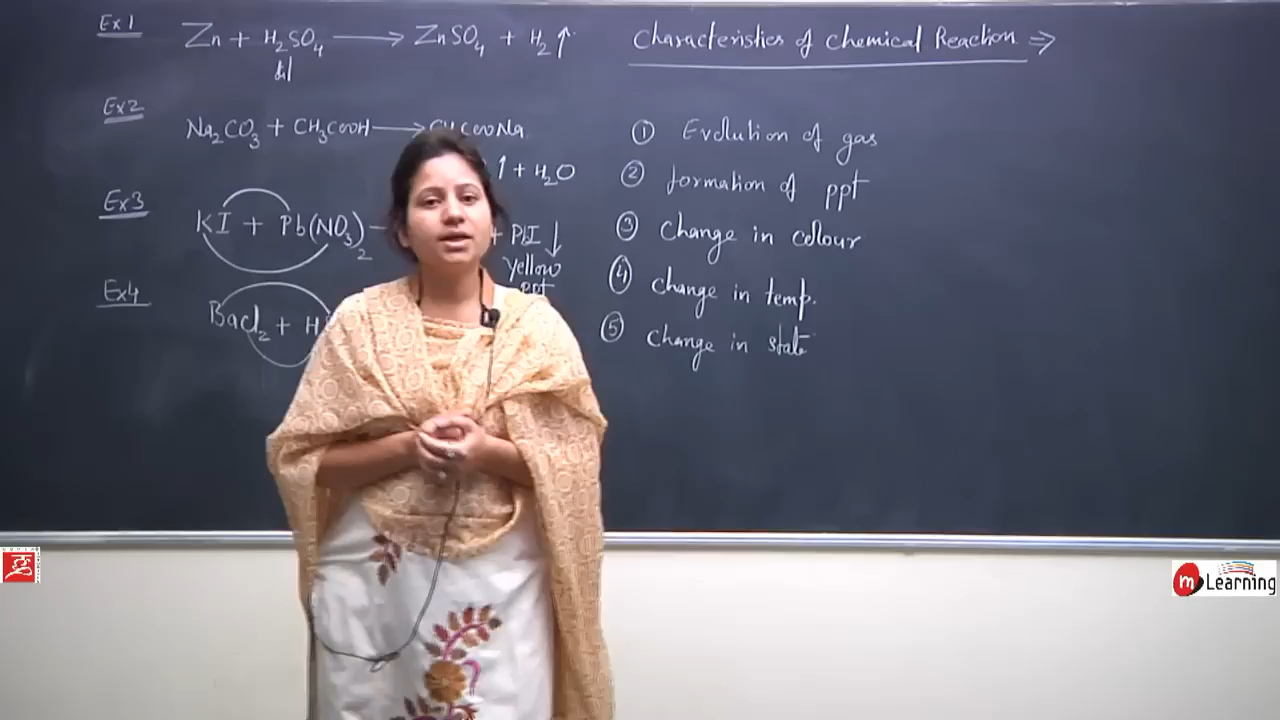 Ex1 Zn + H2SO4 ⟶ ZnSO4 + H2↑
dil
Ex2
Na2CO3 + CH3COOH ⟶ CH3COONa
↑ + H2O
Ex3 KI + Pb(NO3)2 + PbI ↓
yellow
ppt
Ex4 BaCl2 + H
Characteristics of Chemical Reaction ⇒
① Evolution of gas
② formation of ppt
③ change in colour
④ change in temp.
⑤ change in state
m Learning